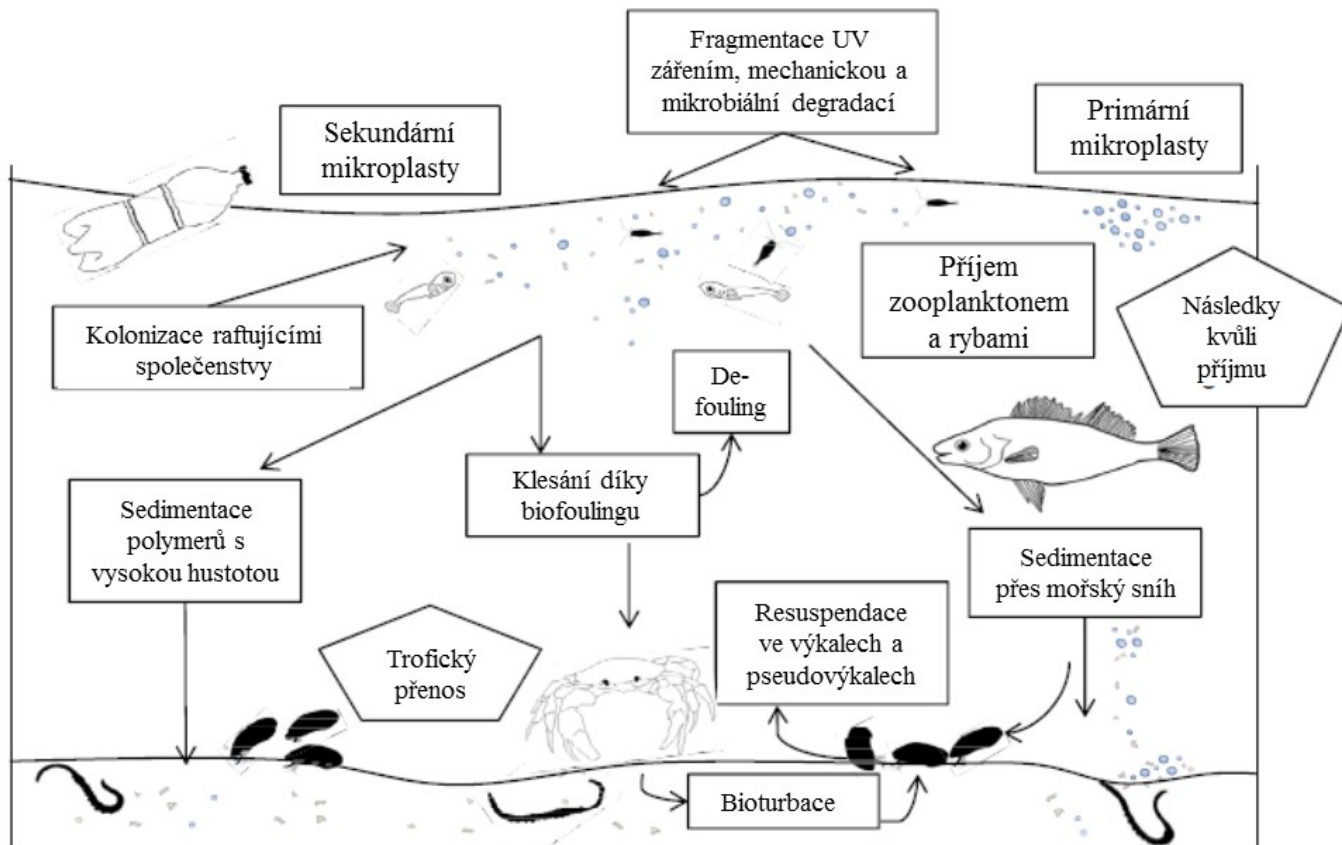 Fragmentace UV
zářením, mechanickou a
mikrobiální degradací
Sekundární
mikroplasty
Primární
mikroplasty
Kolonizace raftujícími
společenstvy
Příjem
zooplanktonem
a rybami
Následky
kvůli
příjmu
De-
fouling
Klesání díky
biofoulingu
Sedimentace
polymerů s
vysokou hustotou
Sedimentace
přes mořský sníh
Trofický
přenos
Resuspendace
ve výkalech a
pseudovýkalech
Bioturbace